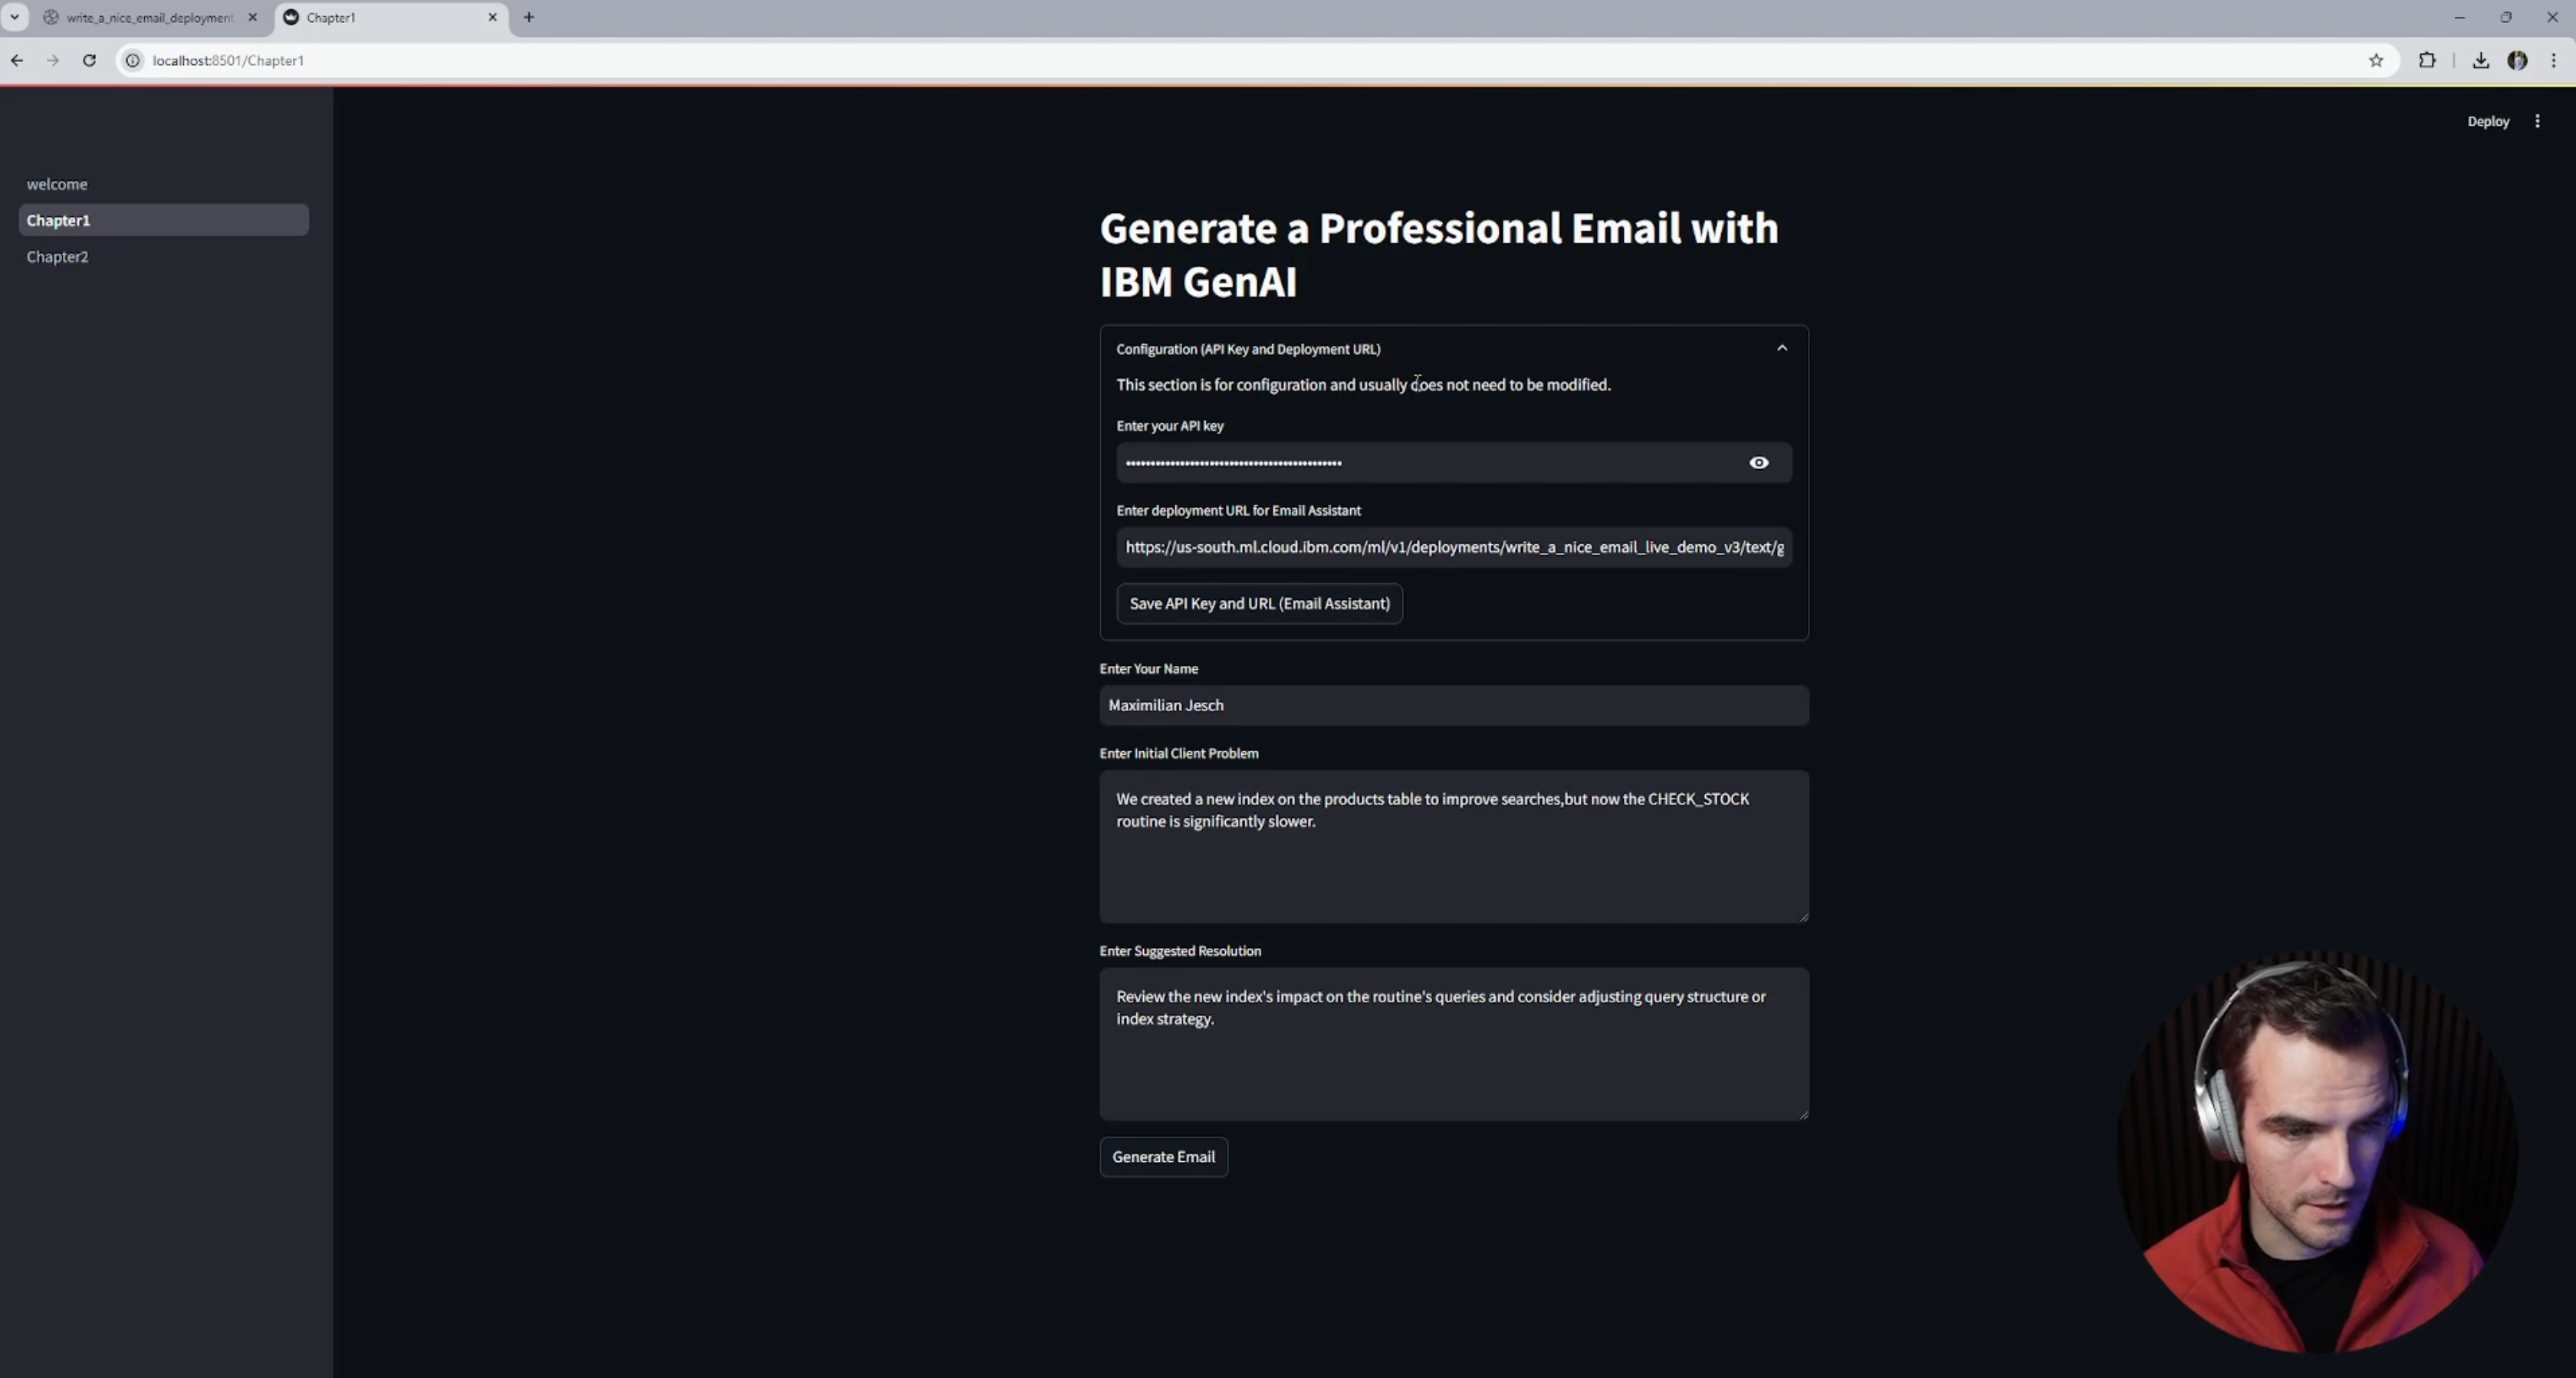 write_a_nice_email_deployment
Chapter1
localhost:8501/Chapter1
Deploy
welcome
Chapter1
Chapter2
Generate a Professional Email with
IBM GenAI
Configuration (API Key and Deployment URL)
This section is for configuration and usually does not need to be modified.
Enter your API key
••••••••••••••••••••••••••••••••••••••••••••
Enter deployment URL for Email Assistant
https://us-south.ml.cloud.ibm.com/ml/v1/deployments/write_a_nice_email_live_demo_v3/text/g
Save API Key and URL (Email Assistant)
Enter Your Name
Maximilian Jesch
Enter Initial Client Problem
We created a new index on the products table to improve searches,but now the CHECK_STOCK
routine is significantly slower.
Enter Suggested Resolution
Review the new index's impact on the routine's queries and consider adjusting query structure or
index strategy.
Generate Email